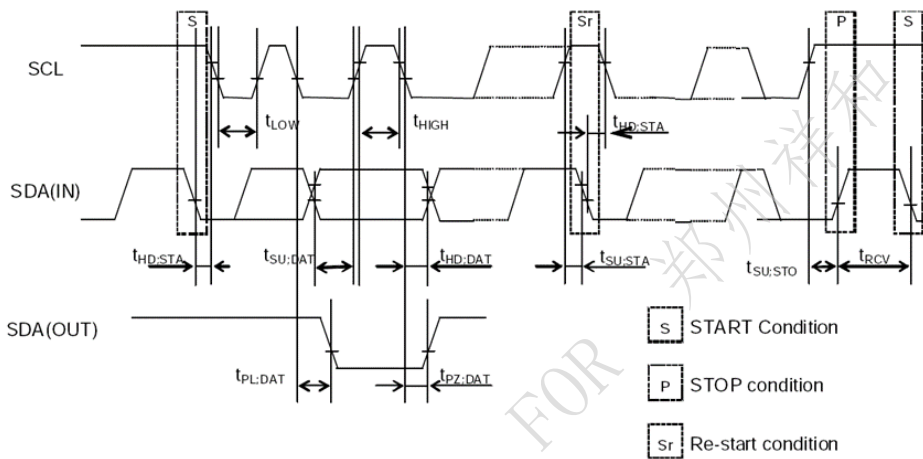 S
Sr
P
S
SCL
tLOW
tHIGH
tHD;STA
SDA(IN)
tHD;STA
tSU;DAT
tHD;DAT
tSU;STA
tSU;STO
tRCV
SDA(OUT)
tPL;DAT
tPZ;DAT
S START Condition
P STOP condition
Sr Re-start condition
FOR 郑州祥和